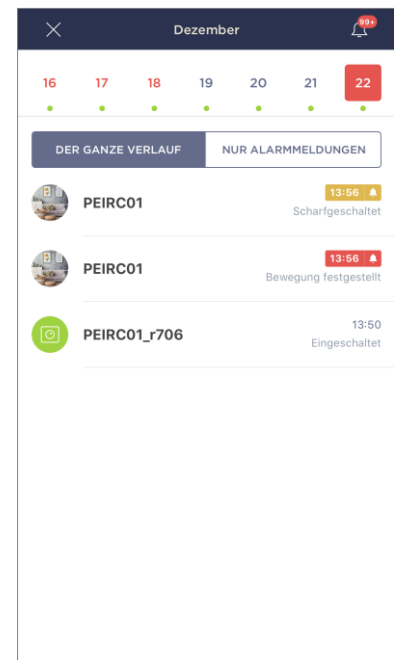 Dezember
99+
16 17 18 19 20 21 22
DER GANZE VERLAUF NUR ALARMMELDUNGEN
PEIRC01
13:56
Scharfgeschaltet
PEIRC01
13:56
Bewegung festgestellt
PEIRC01_r706
13:50
Eingeschaltet